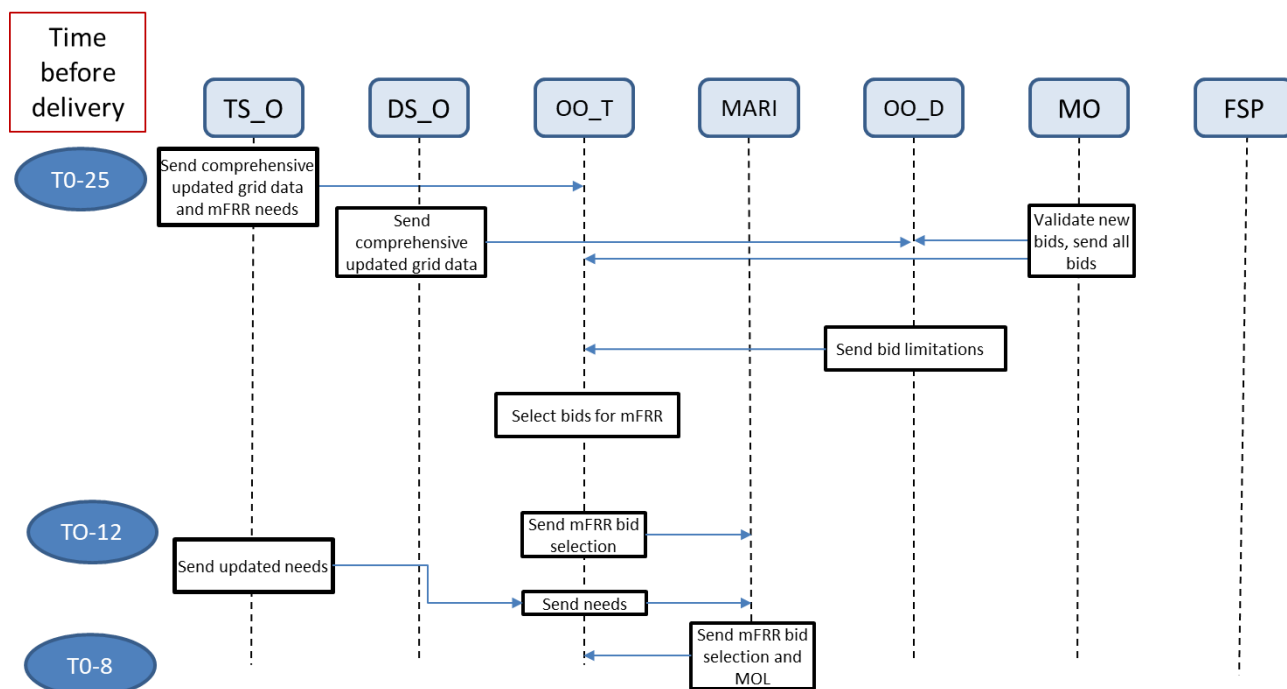 Time
before
delivery
TS_O
DS_O
OO_T
MARI
OO_D
MO
FSP
T0-25
Send comprehensive
updated grid data
and mFRR needs
Send
comprehensive
updated grid data
Validate new
bids, send all
bids
Send bid limitations
Select bids for mFRR
TO-12
Send mFRR bid
selection
Send updated needs
Send needs
T0-8
Send mFRR bid
selection and
MOL